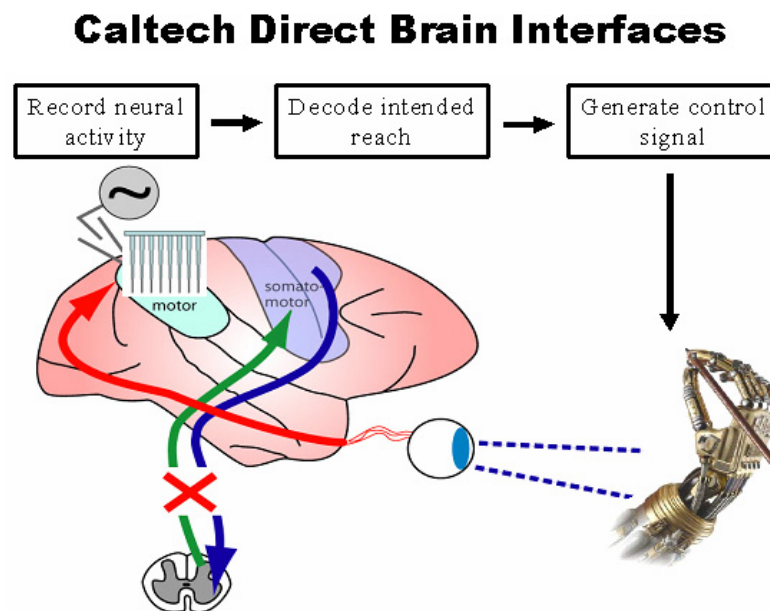 Caltech Direct Brain Interfaces
Record neural
activity
Decode intended
reach
Generate control
signal
motor
somato-
motor